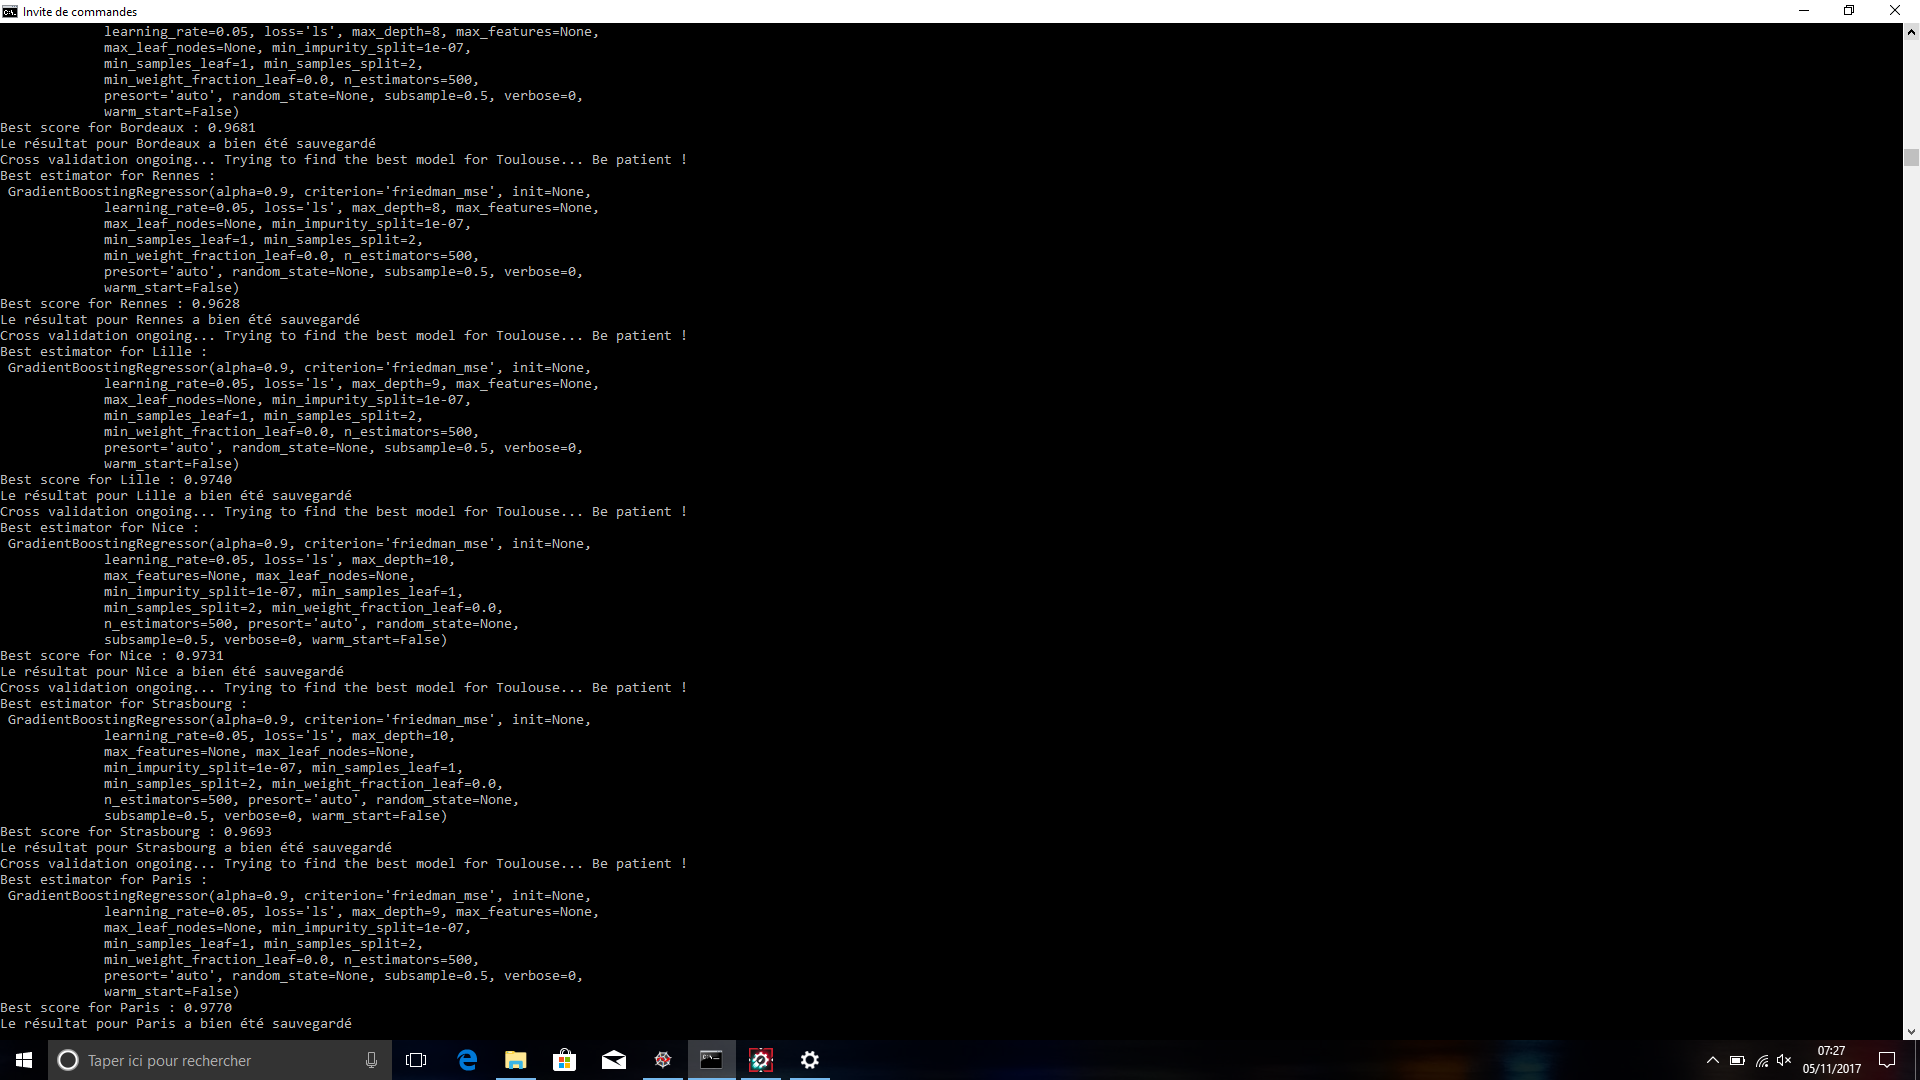 Invite de commandes
learning_rate=0.05, loss='ls', max_depth=8, max_features=None,
max_leaf_nodes=None, min_impurity_split=1e-07,
min_samples_leaf=1, min_samples_split=2,
min_weight_fraction_leaf=0.0, n_estimators=500,
presort='auto', random_state=None, subsample=0.5, verbose=0,
warm_start=False)
Best score for Bordeaux : 0.9681
Le résultat pour Bordeaux a bien été sauvegardé
Cross validation ongoing... Trying to find the best model for Toulouse... Be patient !
Best estimator for Rennes :
GradientBoostingRegressor(alpha=0.9, criterion='friedman_mse', init=None,
learning_rate=0.05, loss='ls', max_depth=8, max_features=None,
max_leaf_nodes=None, min_impurity_split=1e-07,
min_samples_leaf=1, min_samples_split=2,
min_weight_fraction_leaf=0.0, n_estimators=500,
presort='auto', random_state=None, subsample=0.5, verbose=0,
warm_start=False)
Best score for Rennes : 0.9628
Le résultat pour Rennes a bien été sauvegardé
Cross validation ongoing... Trying to find the best model for Toulouse... Be patient !
Best estimator for Lille :
GradientBoostingRegressor(alpha=0.9, criterion='friedman_mse', init=None,
learning_rate=0.05, loss='ls', max_depth=9, max_features=None,
max_leaf_nodes=None, min_impurity_split=1e-07,
min_samples_leaf=1, min_samples_split=2,
min_weight_fraction_leaf=0.0, n_estimators=500,
presort='auto', random_state=None, subsample=0.5, verbose=0,
warm_start=False)
Best score for Lille : 0.9740
Le résultat pour Lille a bien été sauvegardé
Cross validation ongoing... Trying to find the best model for Toulouse... Be patient !
Best estimator for Nice :
GradientBoostingRegressor(alpha=0.9, criterion='friedman_mse', init=None,
learning_rate=0.05, loss='ls', max_depth=10,
max_features=None, max_leaf_nodes=None,
min_impurity_split=1e-07, min_samples_leaf=1,
min_samples_split=2, min_weight_fraction_leaf=0.0,
n_estimators=500, presort='auto', random_state=None,
subsample=0.5, verbose=0, warm_start=False)
Best score for Nice : 0.9731
Le résultat pour Nice a bien été sauvegardé
Cross validation ongoing... Trying to find the best model for Toulouse... Be patient !
Best estimator for Strasbourg :
GradientBoostingRegressor(alpha=0.9, criterion='friedman_mse', init=None,
learning_rate=0.05, loss='ls', max_depth=10,
max_features=None, max_leaf_nodes=None,
min_impurity_split=1e-07, min_samples_leaf=1,
min_samples_split=2, min_weight_fraction_leaf=0.0,
n_estimators=500, presort='auto', random_state=None,
subsample=0.5, verbose=0, warm_start=False)
Best score for Strasbourg : 0.9693
Le résultat pour Strasbourg a bien été sauvegardé
Cross validation ongoing... Trying to find the best model for Toulouse... Be patient !
Best estimator for Paris :
GradientBoostingRegressor(alpha=0.9, criterion='friedman_mse', init=None,
learning_rate=0.05, loss='ls', max_depth=9, max_features=None,
max_leaf_nodes=None, min_impurity_split=1e-07,
min_samples_leaf=1, min_samples_split=2,
min_weight_fraction_leaf=0.0, n_estimators=500,
presort='auto', random_state=None, subsample=0.5, verbose=0,
warm_start=False)
Best score for Paris : 0.9770
Le résultat pour Paris a bien été sauvegardé
Taper ici pour rechercher
07:27
05/11/2017